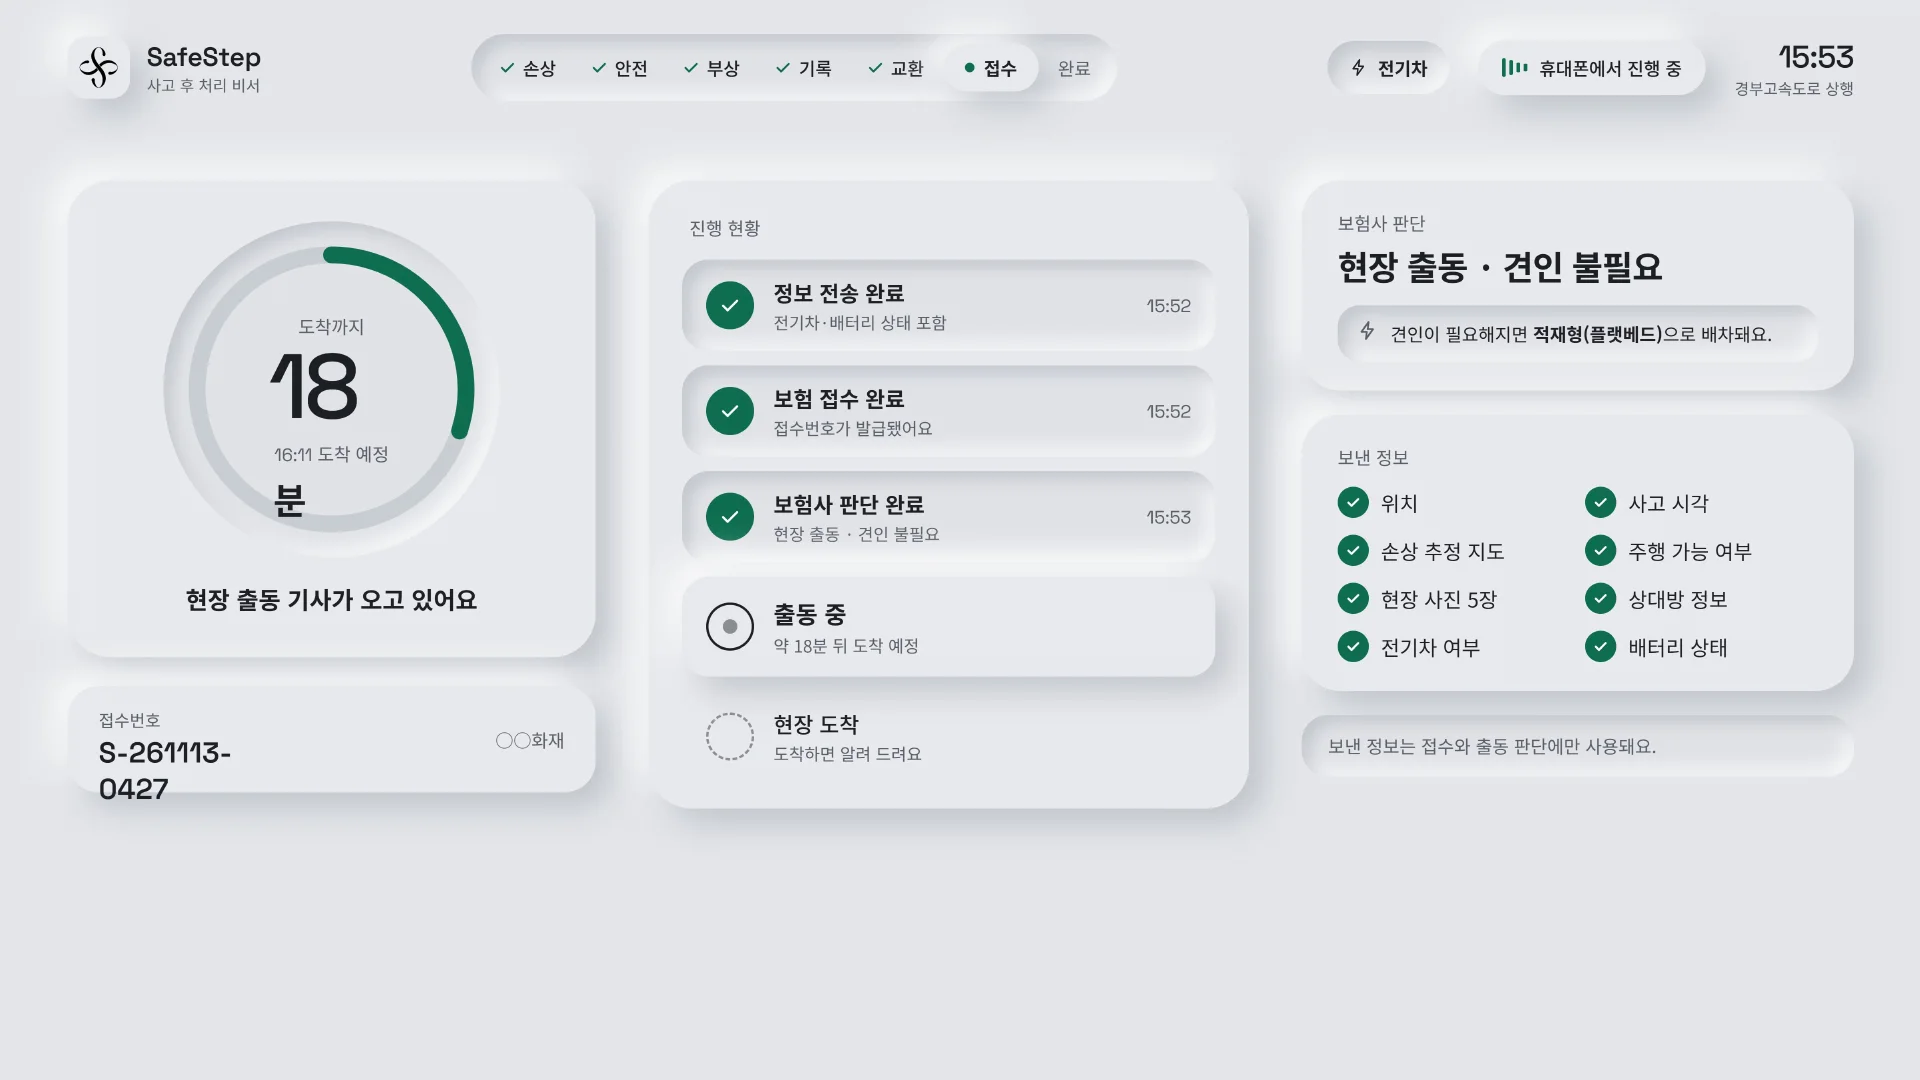 SafeStep
사고 후 처리 비서
손상
안전
부상
기록
교환
접수
완료
전기차
휴대폰에서 진행 중
15:53
경부고속도로 상행
도착까지
18
16:11 도착 예정
분
현장 출동 기사가 오고 있어요
접수번호
S-261113-
0427
○○화재
진행 현황
정보 전송 완료
전기차·배터리 상태 포함
15:52
보험 접수 완료
접수번호가 발급됐어요
15:52
보험사 판단 완료
현장 출동 · 견인 불필요
15:53
출동 중
약 18분 뒤 도착 예정
현장 도착
도착하면 알려 드려요
보험사 판단
현장 출동 · 견인 불필요
견인이 필요해지면 적재형(플랫베드)으로 배차돼요.
보낸 정보
위치
사고 시각
손상 추정 지도
주행 가능 여부
현장 사진 5장
상대방 정보
전기차 여부
배터리 상태
보낸 정보는 접수와 출동 판단에만 사용돼요.